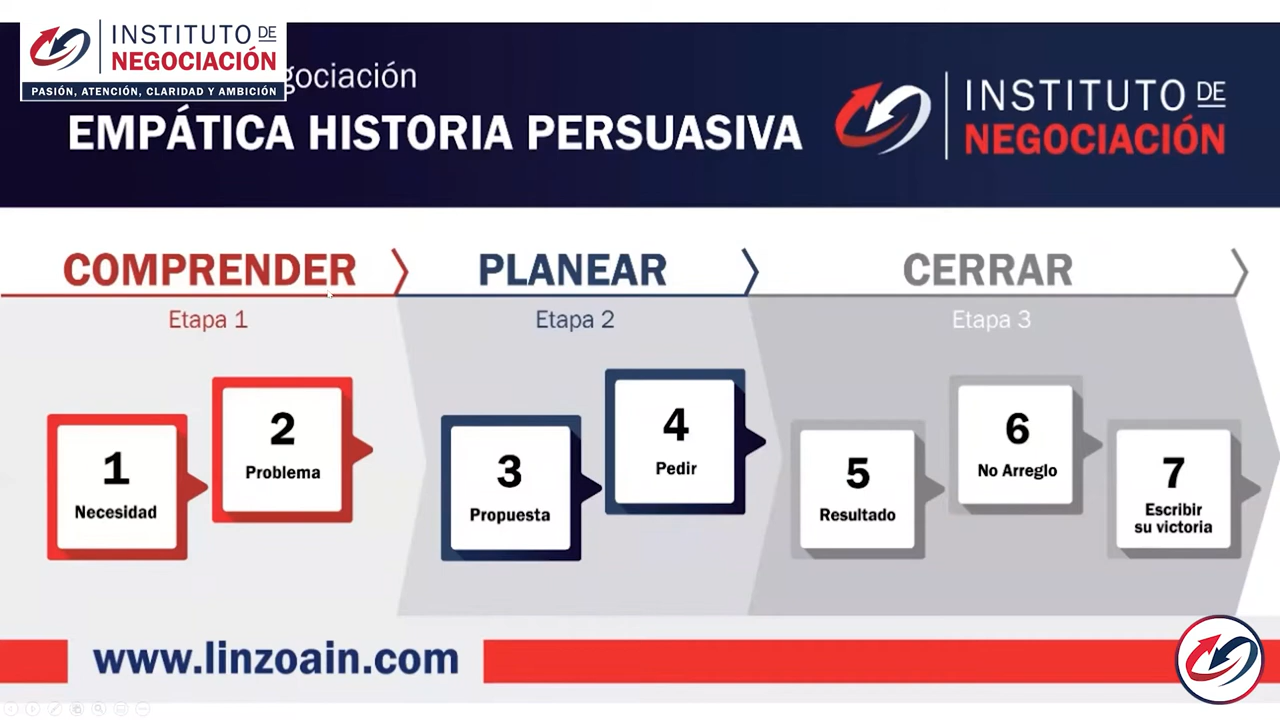 INSTITUTO DE
NEGOCIACIÓN
PASIÓN, ATENCIÓN, CLARIDAD Y AMBICIÓN
gociación
EMPÁTICA HISTORIA PERSUASIVA
INSTITUTO DE
NEGOCIACIÓN
COMPRENDER
Etapa 1
PLANEAR
Etapa 2
CERRAR
Etapa 3
1
Necesidad
2
Problema
3
Propuesta
4
Pedir
5
Resultado
6
No Arreglo
7
Escribir
su victoria
www.linzoain.com